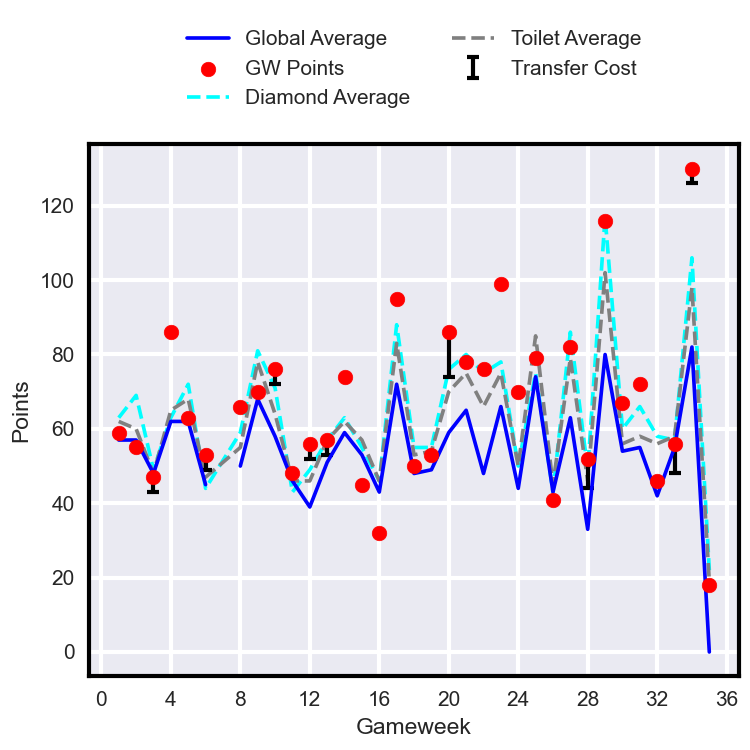 Global Average
GW Points
Diamond Average
Toilet Average
Transfer Cost
Points
120
100
80
60
40
20
0
0 4 8 12 16 20 24 28 32 36
Gameweek